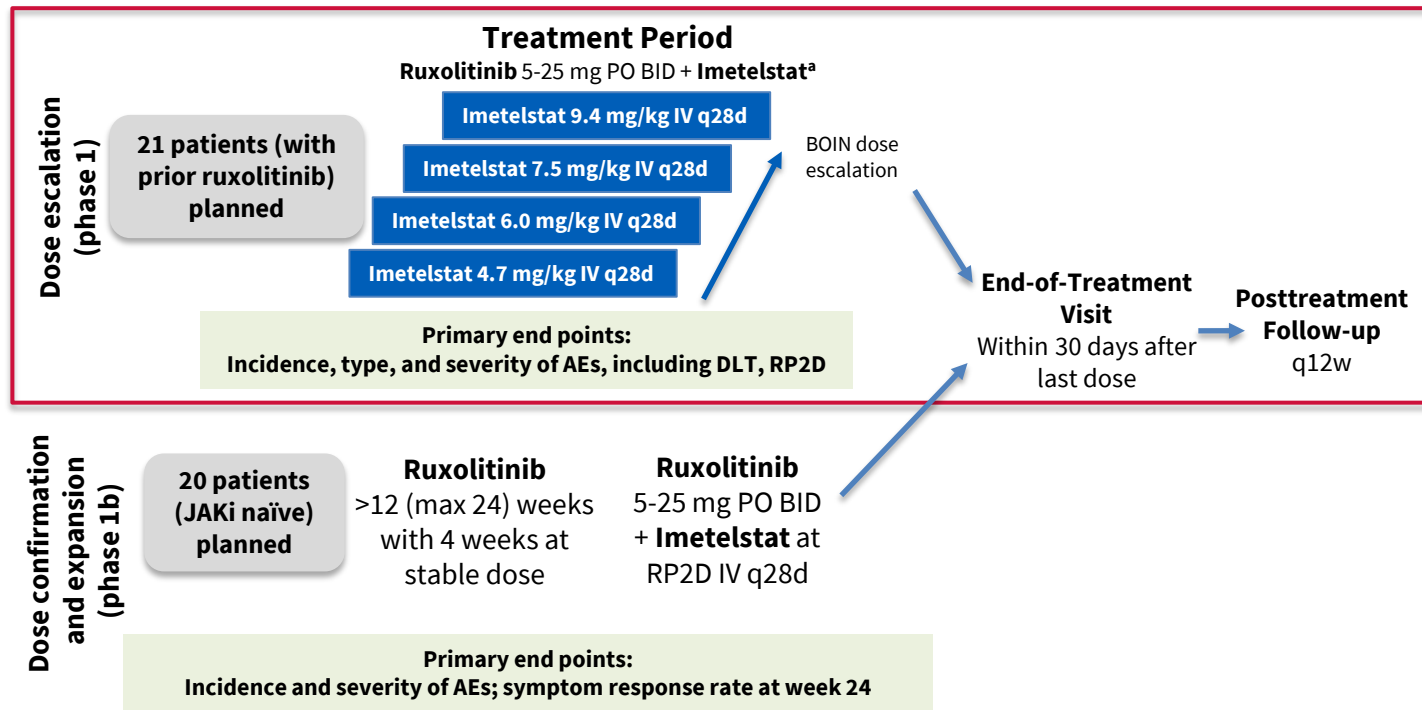 Dose escalation
(phase 1)
21 patients (with
prior ruxolitinib)
planned
Treatment Period
Ruxolitinib 5-25 mg PO BID + Imetelstatᵃ
Imetelstat 9.4 mg/kg IV q28d
Imetelstat 7.5 mg/kg IV q28d
Imetelstat 6.0 mg/kg IV q28d
Imetelstat 4.7 mg/kg IV q28d
BOIN dose
escalation
Primary end points:
Incidence, type, and severity of AEs, including DLT, RP2D
End-of-Treatment
Visit
Within 30 days after
last dose
Posttreatment
Follow-up
q12w
Dose confirmation
and expansion
(phase 1b)
20 patients
(JAKi naïve)
planned
Ruxolitinib
>12 (max 24) weeks
with 4 weeks at
stable dose
Ruxolitinib
5-25 mg PO BID
+ Imetelstat at
RP2D IV q28d
Primary end points:
Incidence and severity of AEs; symptom response rate at week 24